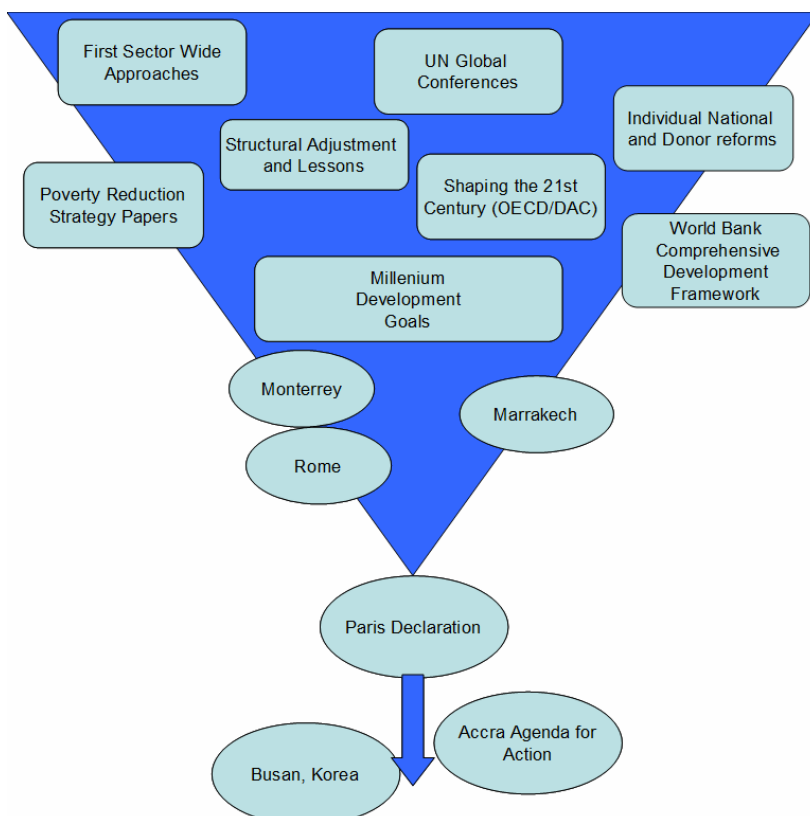 First Sector Wide
Approaches
UN Global
Conferences
Individual National
and Donor reforms
Structural Adjustment
and Lessons
Poverty Reduction
Strategy Papers
Shaping the 21st
Century (OECD/DAC)
World Bank
Comprehensive
Development
Framework
Millenium
Development
Goals
Monterrey
Marrakech
Rome
Paris Declaration
Accra Agenda for
Action
Busan, Korea